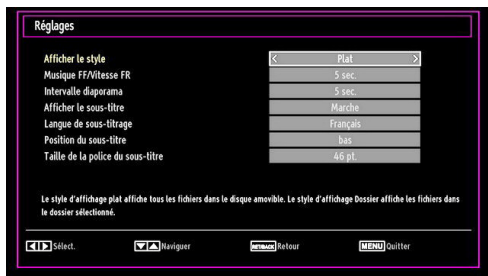 Réglages
Afficher le style < Plat >
Musique FF/Vitesse FR 5 sec.
Intervalle diaporama 5 sec.
Afficher le sous-titre Marche
Langue de sous-titrage Français
Position du sous-titre bas
Taille de la police du sous-titre 46 pt.
Le style d'affichage plat affiche tous les fichiers dans le disque amovible. Le style d'affichage Dossier affiche les fichiers dans
le dossier sélectionné.
◀▶ Sélect. ▼▲ Naviguer Retour MENU Quitter